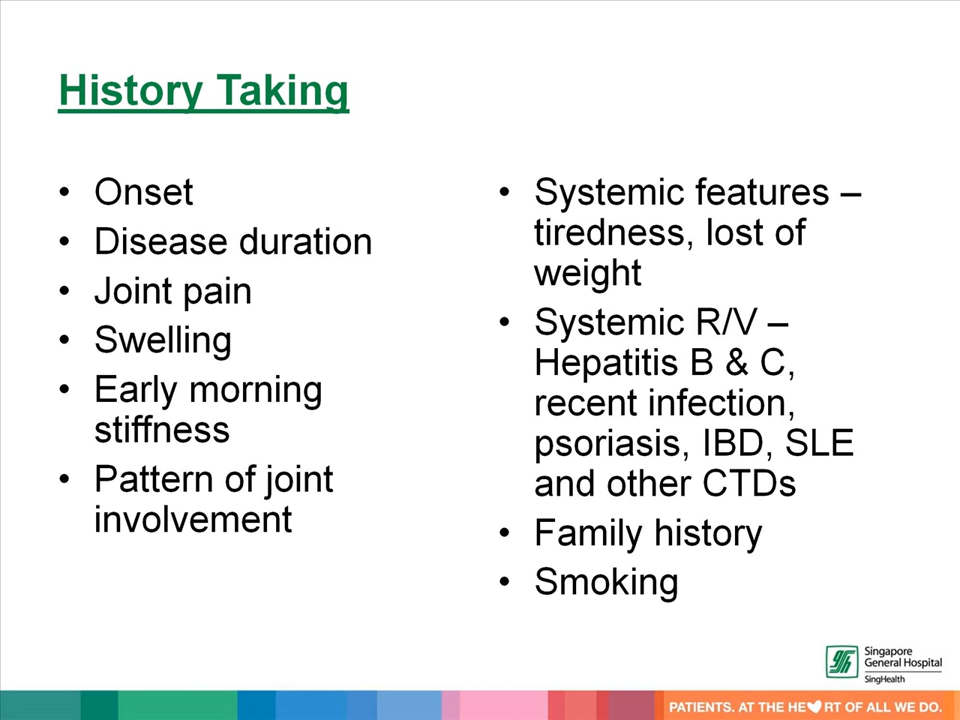 History Taking
• Onset
• Disease duration
• Joint pain
• Swelling
• Early morning
stiffness
• Pattern of joint
involvement
• Systemic features –
tiredness, lost of
weight
• Systemic R/V –
Hepatitis B & C,
recent infection,
psoriasis, IBD, SLE
and other CTDs
• Family history
• Smoking
Singapore
General Hospital
SingHealth
PATIENTS. AT THE HE♥RT OF ALL WE DO.